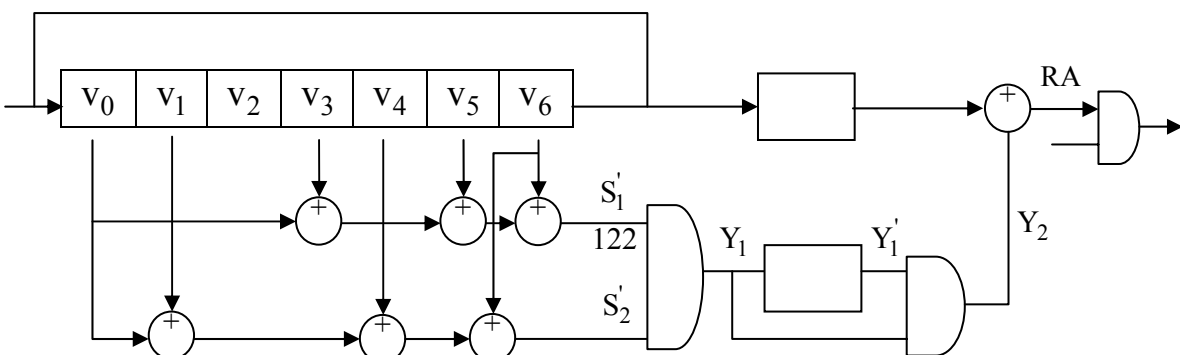 RA
v0 v1 v2 v3 v4 v5 v6
+
+ + +
S'1
122
Y1 Y'1 Y2
S'2
+ + +